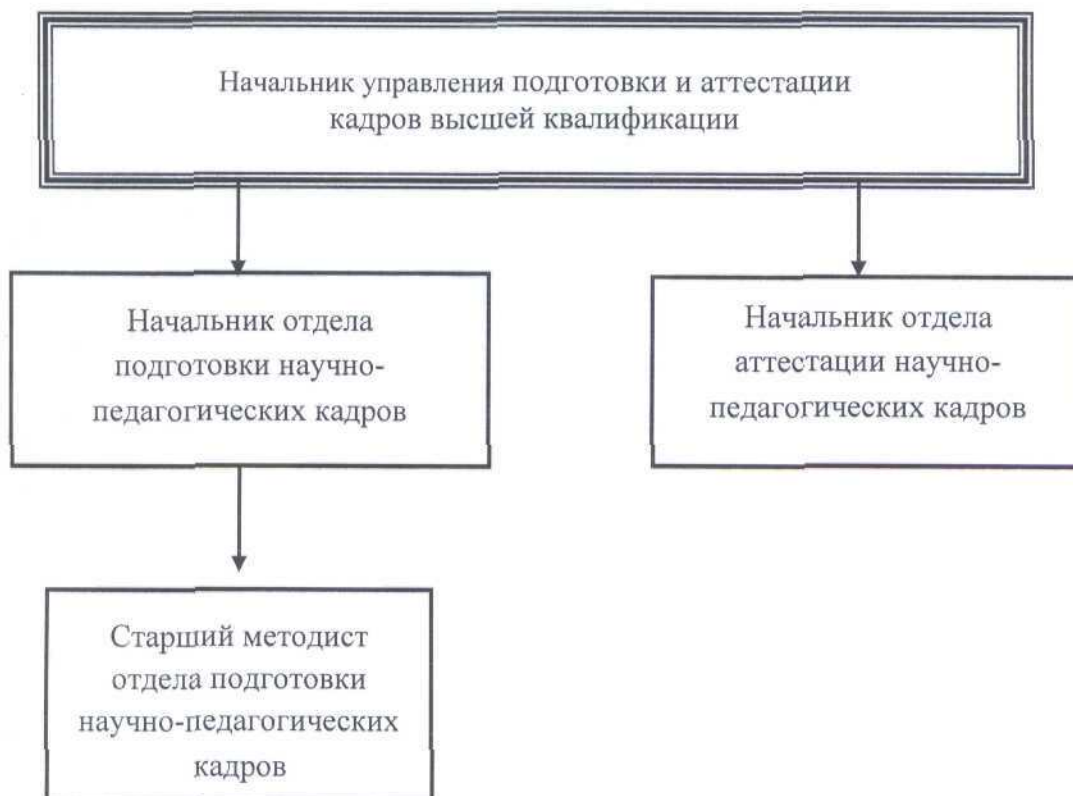 Начальник управления подготовки и аттестации
кадров высшей квалификации
Начальник отдела
подготовки научно-
педагогических кадров
Начальник отдела
аттестации научно-
педагогических кадров
Старший методист
отдела подготовки
научно-педагогических
кадров